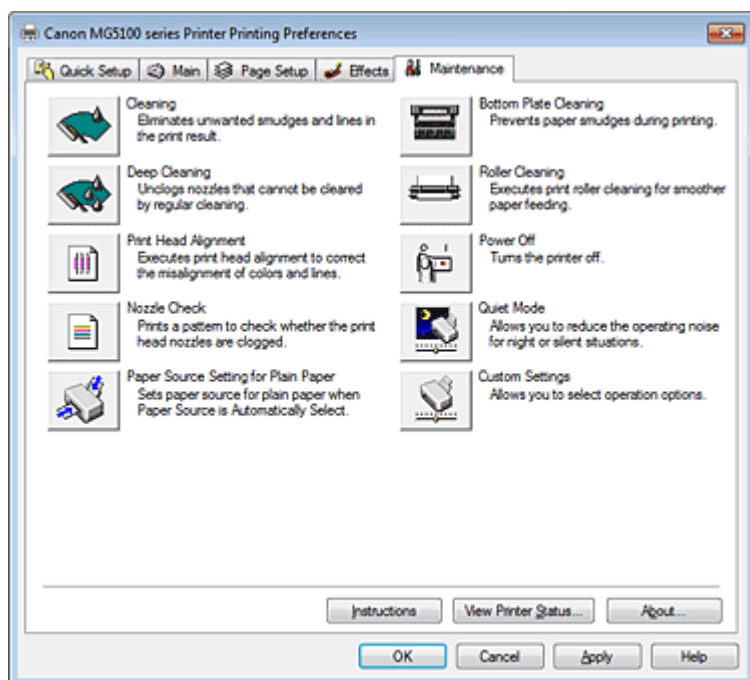 Canon MG5100 series Printer Printing Preferences
Quick Setup
Main
Page Setup
Effects
Maintenance
Cleaning
Eliminates unwanted smudges and lines in
the print result.
Deep Cleaning
Unclogs nozzles that cannot be cleared
by regular cleaning.
Print Head Alignment
Executes print head alignment to correct
the misalignment of colors and lines.
Nozzle Check
Prints a pattern to check whether the print
head nozzles are clogged.
Paper Source Setting for Plain Paper
Sets paper source for plain paper when
Paper Source is Automatically Select.
Bottom Plate Cleaning
Prevents paper smudges during printing.
Roller Cleaning
Executes print roller cleaning for smoother
paper feeding.
Power Off
Turns the printer off.
Quiet Mode
Allows you to reduce the operating noise
for night or silent situations.
Custom Settings
Allows you to select operation options.
Instructions
View Printer Status...
About...
OK
Cancel
Apply
Help